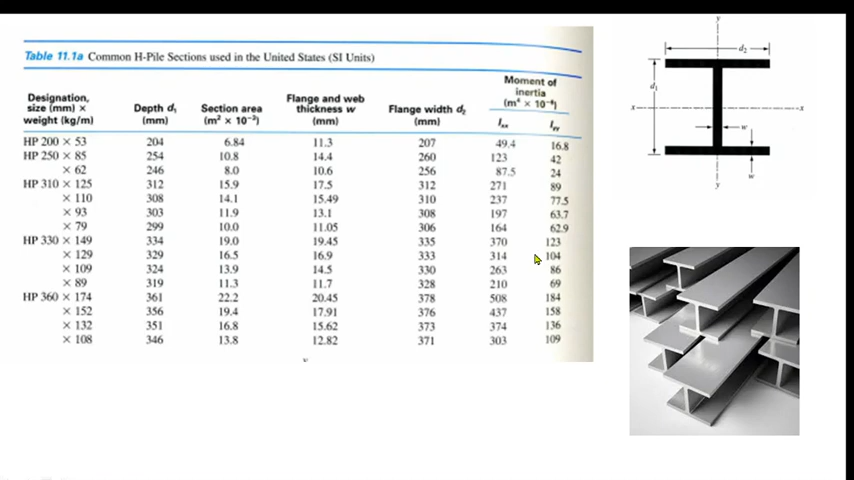 Table 11.1a Common H-Pile Sections used in the United States (SI Units)
Designation, size (mm) × weight (kg/m) Depth d₁ (mm) Section area (m² × 10⁻³) Flange and web thickness w (mm) Flange width d₂ (mm) Moment of inertia (m⁴ × 10⁻⁶)
Iₓₓ Iᵧᵧ
HP 200 × 53 204 6.84 11.3 207 49.4 16.8
HP 250 × 85 254 10.8 14.4 260 123 42
× 62 246 8.0 10.6 256 87.5 24
HP 310 × 125 312 15.9 17.5 312 271 89
× 110 308 14.1 15.49 310 237 77.5
× 93 303 11.9 13.1 308 197 63.7
× 79 299 10.0 11.05 306 164 62.9
HP 330 × 149 334 19.0 19.45 335 370 123
× 129 329 16.5 16.9 333 314 104
× 109 324 13.9 14.5 330 263 86
× 89 319 11.3 11.7 328 210 69
HP 360 × 174 361 22.2 20.45 378 508 184
× 152 356 19.4 17.91 376 437 158
× 132 351 16.8 15.62 373 374 136
× 108 346 13.8 12.82 371 303 109
y
d₂
d₁
x x
w
w
y